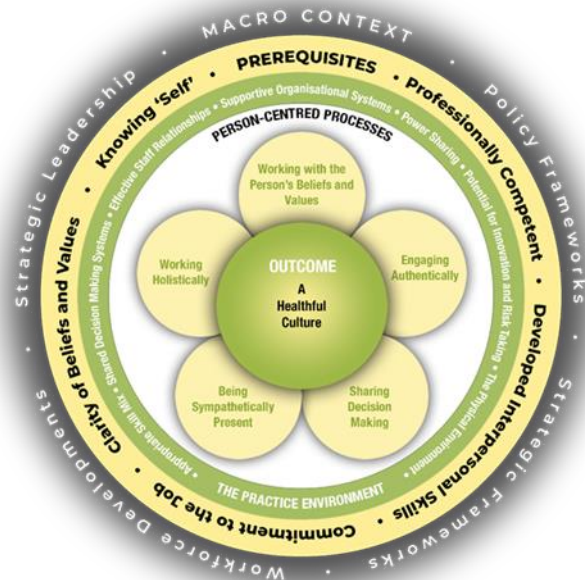 MACRO CONTEXT • Policy Frameworks • Strategic Frameworks • Workforce Developments • Strategic Leadership •
PREREQUISITES • Professionally Competent • Developed Interpersonal Skills • Commitment to the Job • Clarity of Beliefs and Values • Knowing 'Self' •
THE PRACTICE ENVIRONMENT • Appropriate Skill Mix • Shared Decision Making Systems • Effective Staff Relationships • Supportive Organisational Systems • Power Sharing • Potential for Innovation and Risk Taking • The Physical Environment •
PERSON-CENTRED PROCESSES
Working with the
Person's Beliefs and
Values
Engaging
Authentically
Sharing
Decision
Making
Being
Sympathetically
Present
Working
Holistically
OUTCOME
A
Healthful
Culture